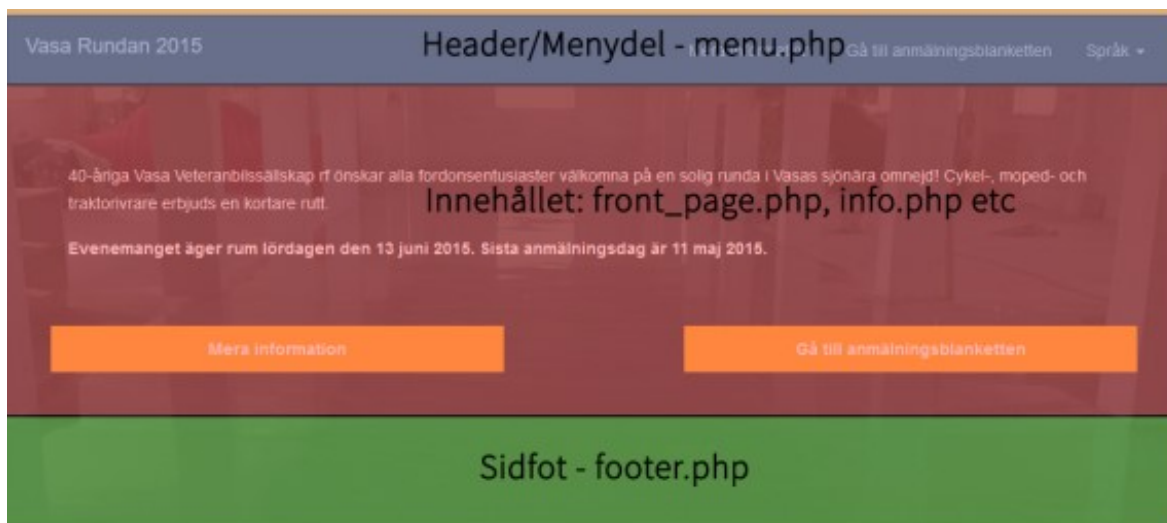 Vasa Rundan 2015
Header/Menydel - menu.php
Gå till anmälningsblanketten
Språk
40-åriga Vasa Veteranbilssällskap rf önskar alla fordonsentusiaster välkomna på en solig runda i Vasas sjönära omnejd! Cykel-, moped- och
traktorivrare erbjuds en kortare rutt.
Innehållet: front_page.php, info.php etc
Evenemanget äger rum lördagen den 13 juni 2015. Sista anmälningsdag är 11 maj 2015.
Mera information
Gå till anmälningsblanketten
Sidfot - footer.php